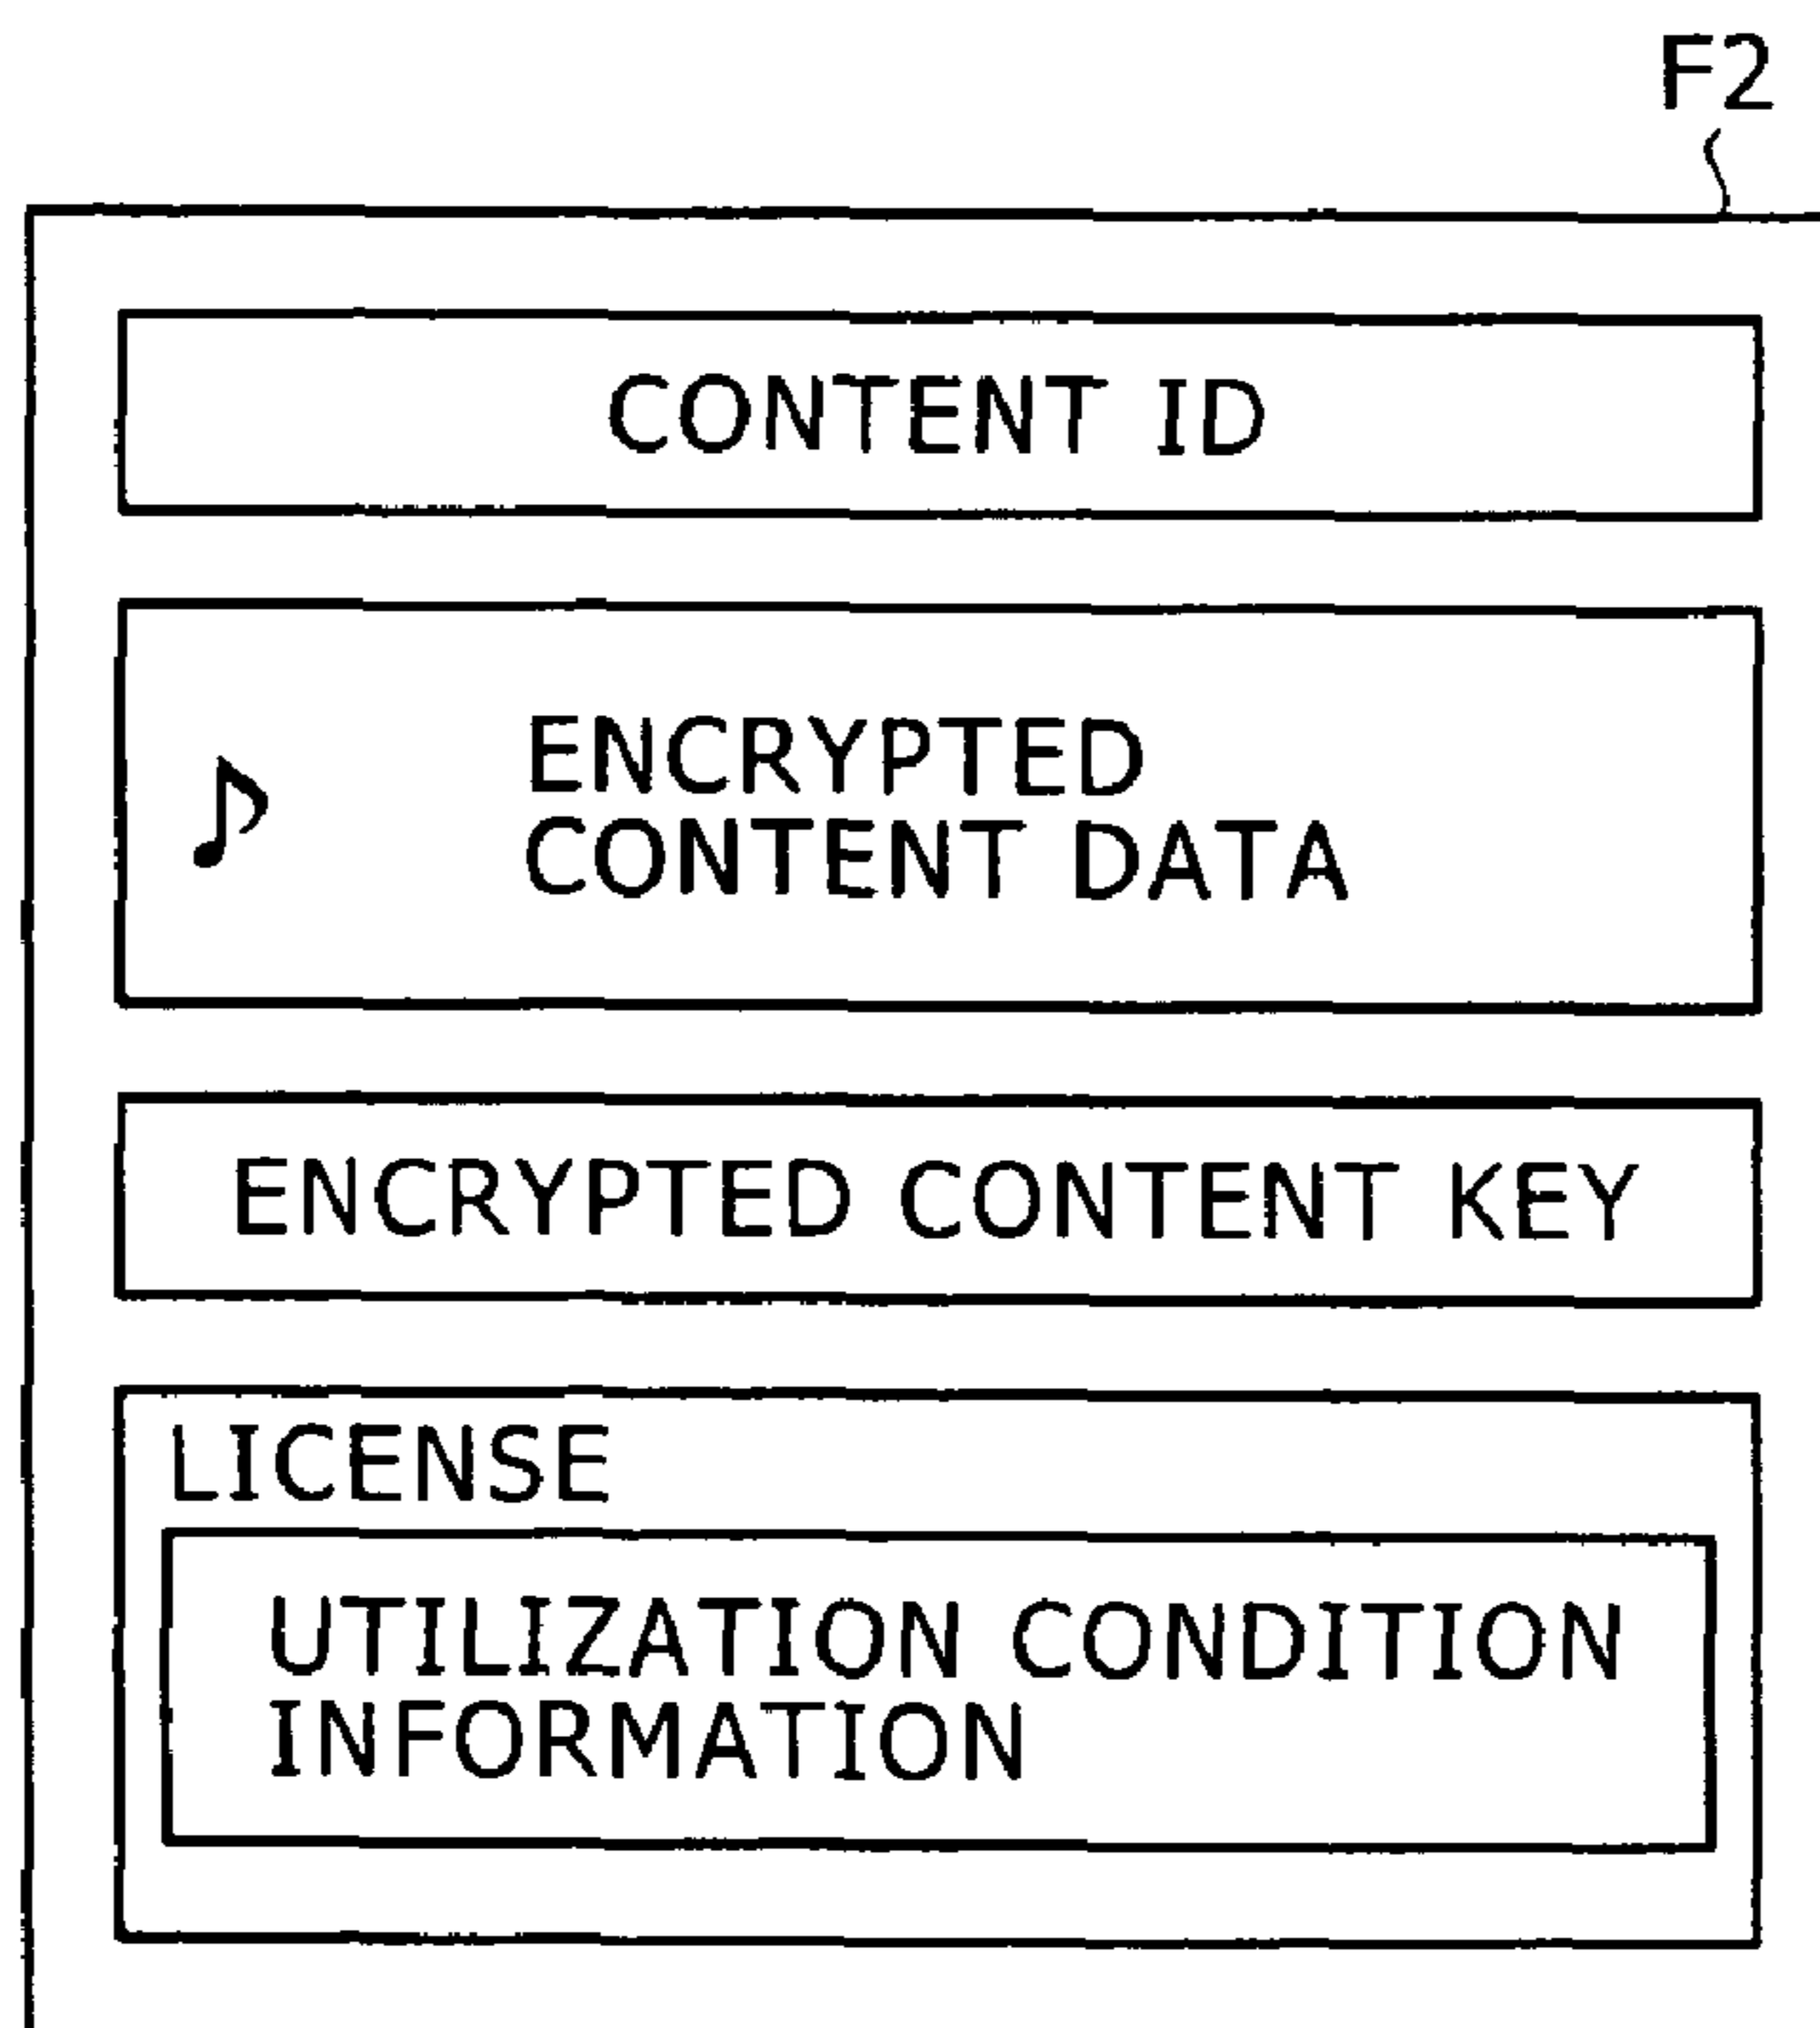 F2
CONTENT ID
ENCRYPTED
CONTENT DATA
ENCRYPTED CONTENT KEY
LICENSE
UTILIZATION CONDITION
INFORMATION